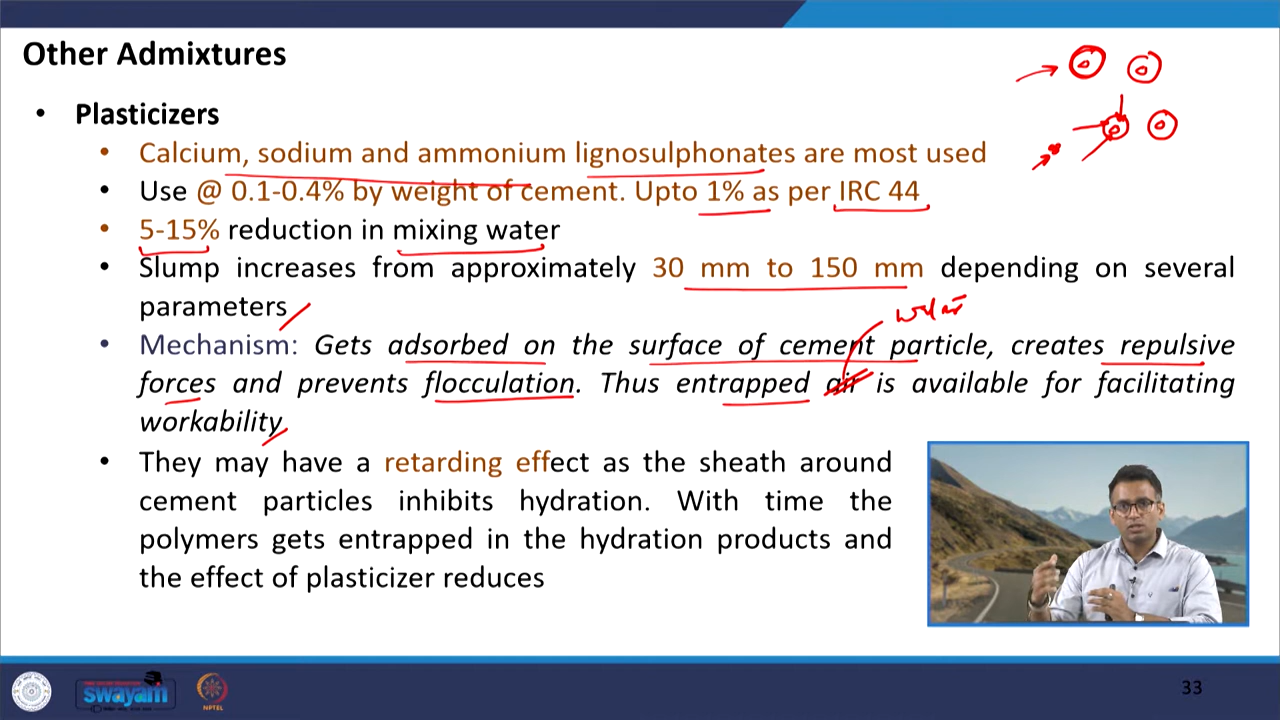 Other Admixtures
• Plasticizers
• Calcium, sodium and ammonium lignosulphonates are most used
• Use @ 0.1-0.4% by weight of cement. Upto 1% as per IRC 44
• 5-15% reduction in mixing water
• Slump increases from approximately 30 mm to 150 mm depending on several
parameters
water
• Mechanism: Gets adsorbed on the surface of cement particle, creates repulsive
forces and prevents flocculation. Thus entrapped air is available for facilitating
workability
• They may have a retarding effect as the sheath around
cement particles inhibits hydration. With time the
polymers gets entrapped in the hydration products and
the effect of plasticizer reduces
swayam
NPTEL
33